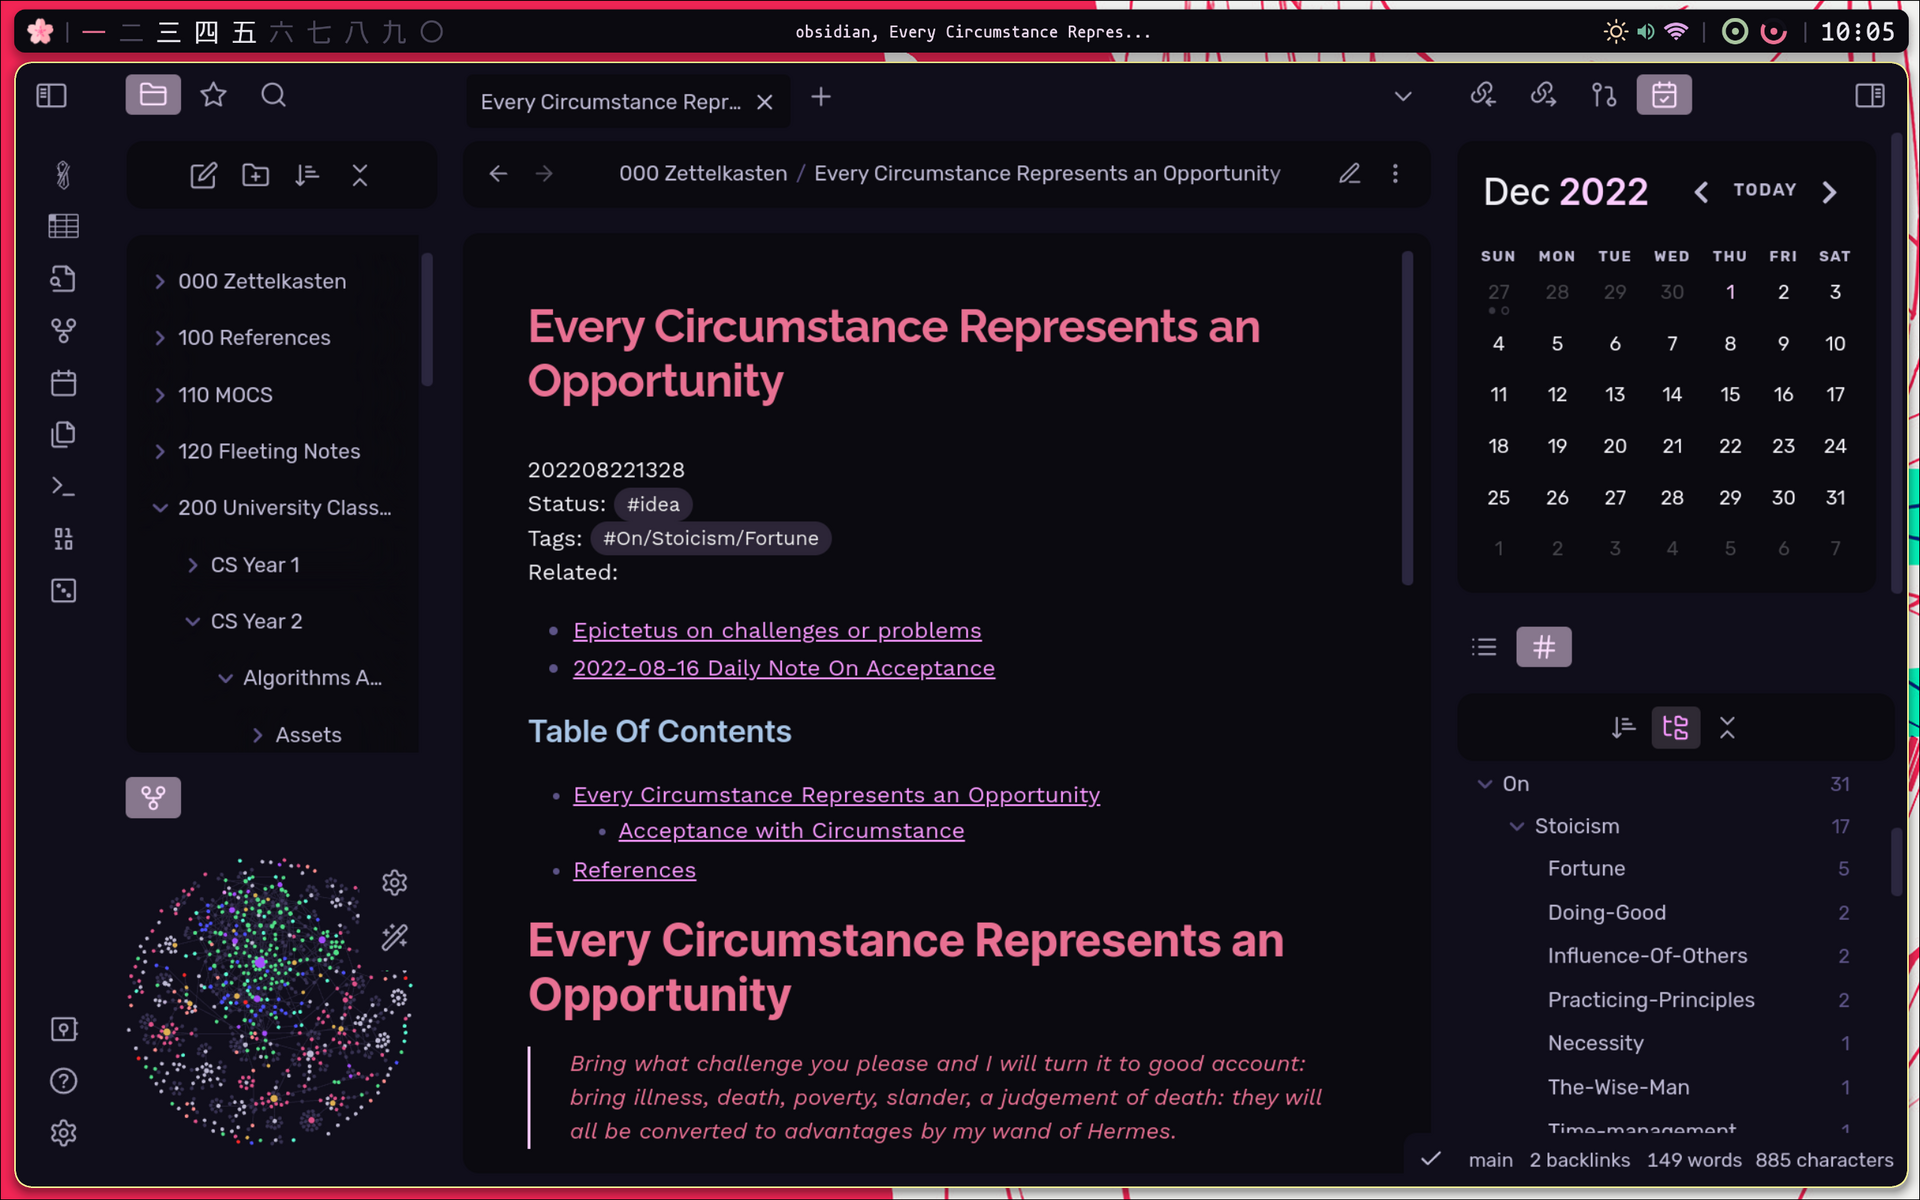 一 二 三 四 五 六 七 八 九 〇
obsidian, Every Circumstance Repres...
10:05
Every Circumstance Repr...
000 Zettelkasten / Every Circumstance Represents an Opportunity
000 Zettelkasten
100 References
110 MOCS
120 Fleeting Notes
200 University Class...
CS Year 1
CS Year 2
Algorithms A...
Assets
Every Circumstance Represents an
Opportunity
202208221328
Status: #idea
Tags: #On/Stoicism/Fortune
Related:
Epictetus on challenges or problems
2022-08-16 Daily Note On Acceptance
Table Of Contents
Every Circumstance Represents an Opportunity
Acceptance with Circumstance
References
Every Circumstance Represents an
Opportunity
Bring what challenge you please and I will turn it to good account:
bring illness, death, poverty, slander, a judgement of death: they will
all be converted to advantages by my wand of Hermes.
Dec 2022 TODAY
SUN MON TUE WED THU FRI SAT
27 28 29 30 1 2 3
4 5 6 7 8 9 10
11 12 13 14 15 16 17
18 19 20 21 22 23 24
25 26 27 28 29 30 31
1 2 3 4 5 6 7
On 31
Stoicism 17
Fortune 5
Doing-Good 2
Influence-Of-Others 2
Practicing-Principles 2
Necessity 1
The-Wise-Man 1
Time-management 1
main 2 backlinks 149 words 885 characters